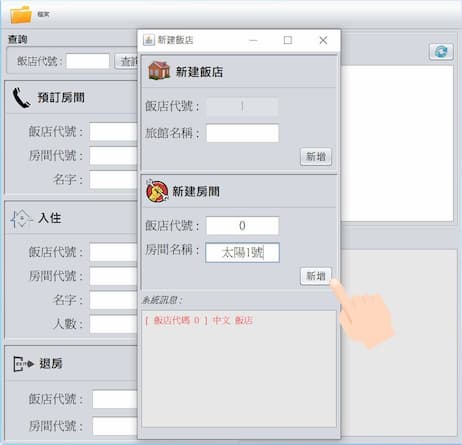 檔案
查詢
飯店代號：
查詢
預訂房間
飯店代號：
房間代號：
名字：
入住
飯店代號：
房間代號：
名字：
人數：
EXIT
退房
飯店代號：
房間代號：
新建飯店
新建飯店
飯店代號：
1
旅館名稱：
新增
新建房間
飯店代號：
0
房間名稱：
太陽1號
新增
系統訊息：
[ 飯店代碼 0 ] 中文 飯店